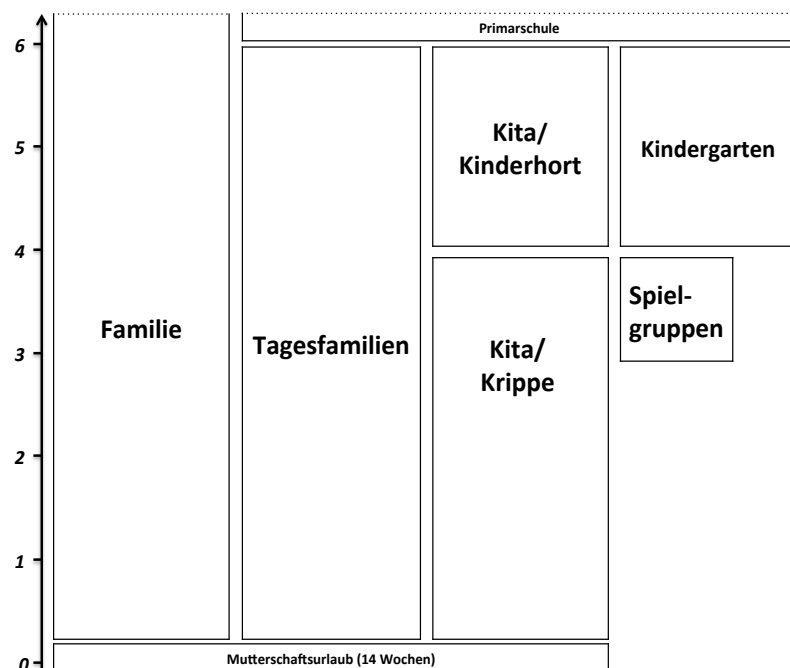 Primarschule
6
5
4
3
2
1
0
Familie
Tagesfamilien
Kita/
Kinderhort
Kindergarten
Kita/
Krippe
Spiel-
gruppen
Mutterschaftsurlaub (14 Wochen)